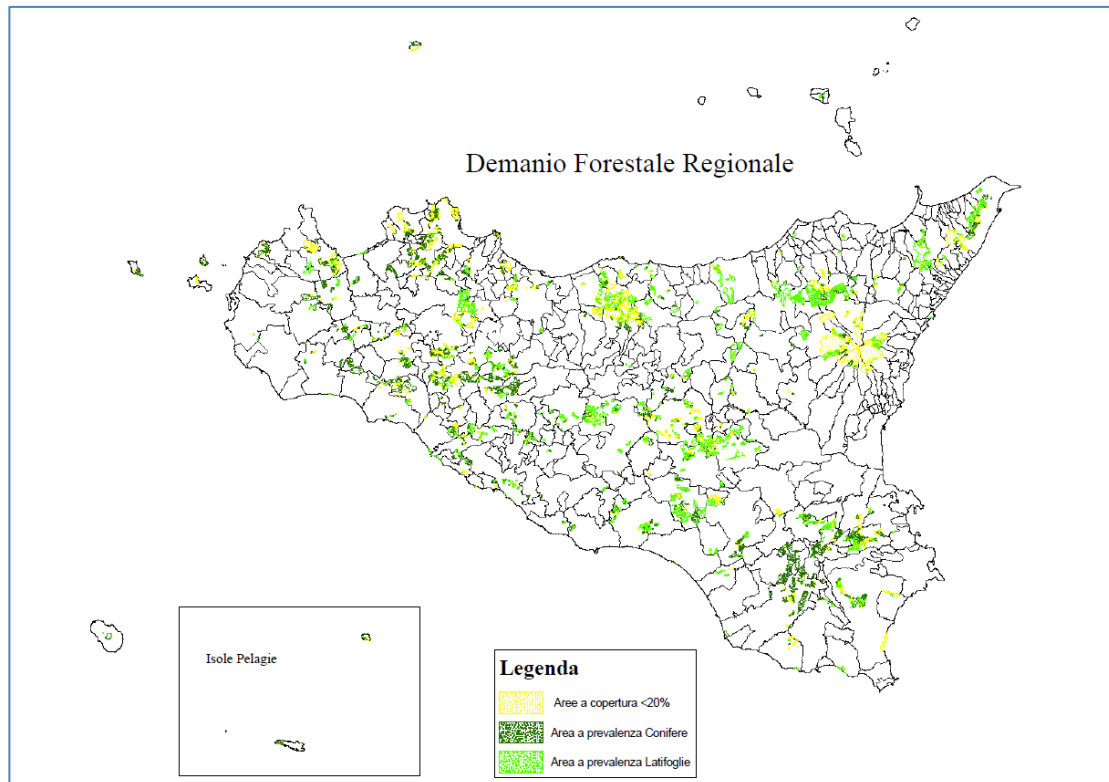 Demanio Forestale Regionale
Isole Pelagie
Legenda
Aree a copertura <20%
Area a prevalenza Conifere
Area a prevalenza Latifoglie